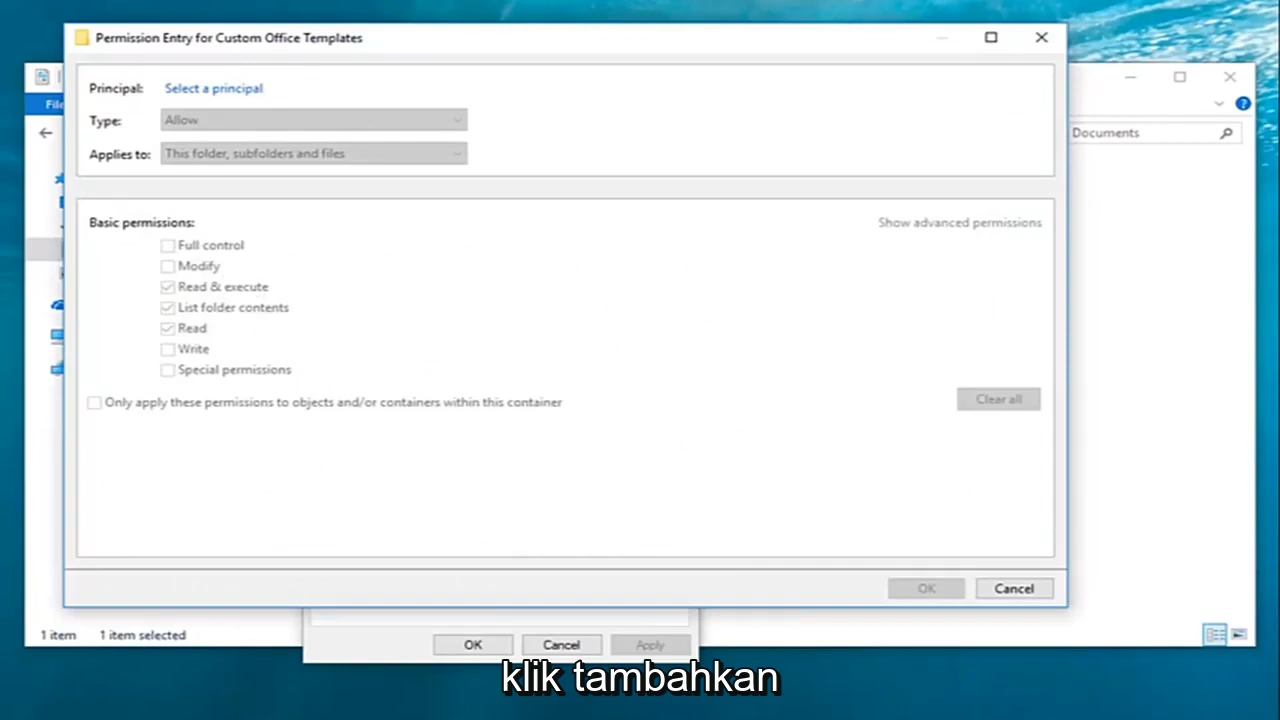 Permission Entry for Custom Office Templates
Principal: Select a principal
Type: Allow
Applies to: This folder, subfolders and files
Documents
Basic permissions:
Show advanced permissions
Full control
Modify
Read & execute
List folder contents
Read
Write
Special permissions
Only apply these permissions to objects and/or containers within this container
Clear all
OK Cancel
1 item 1 item selected
OK Cancel Apply
klik tambahkan